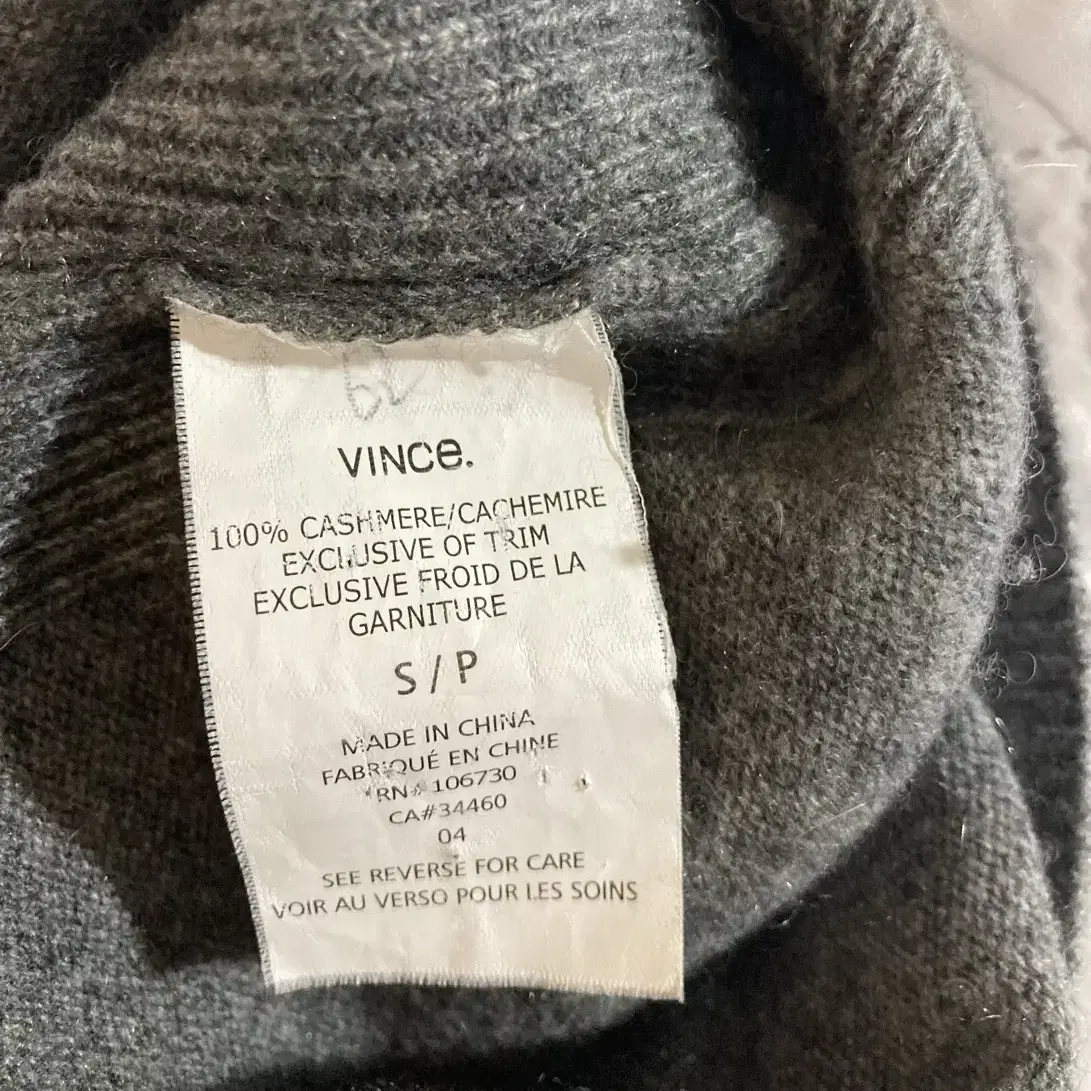 VINCE.
100% CASHMERE/CACHEMIRE
EXCLUSIVE OF TRIM
EXCLUSIVE FROID DE LA
GARNITURE
S/P
MADE IN CHINA
FABRIQUÉ EN CHINE
RN# 106730
CA#34460
04
SEE REVERSE FOR CARE
VOIR AU VERSO POUR LES SOINS